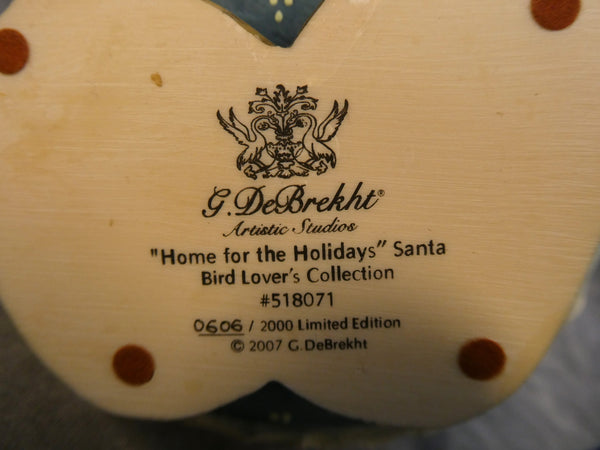 G. DeBrekht®
Artistic Studios
"Home for the Holidays" Santa
Bird Lover's Collection
#518071
0606 / 2000 Limited Edition
© 2007 G.DeBrekht